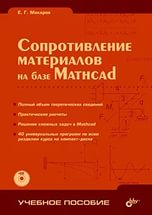 Е. Г. Макаров
Сопротивление
материалов
на базе Mathcad
Полный объем теоретических сведений
Практические расчеты
Решение сложных задач в Mathcad
40 универсальных программ по всем
разделам курса на компакт-диске
УЧЕБНОЕ ПОСОБИЕ
bhv